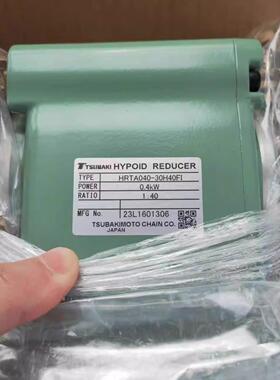 TSUBAKI HYPOID REDUCER
TYPE HRTA040-30H40FI
POWER 0.4kW
RATIO 1:40
MFG No. 23L1601306
TSUBAKIMOTO CHAIN CO.
JAPAN